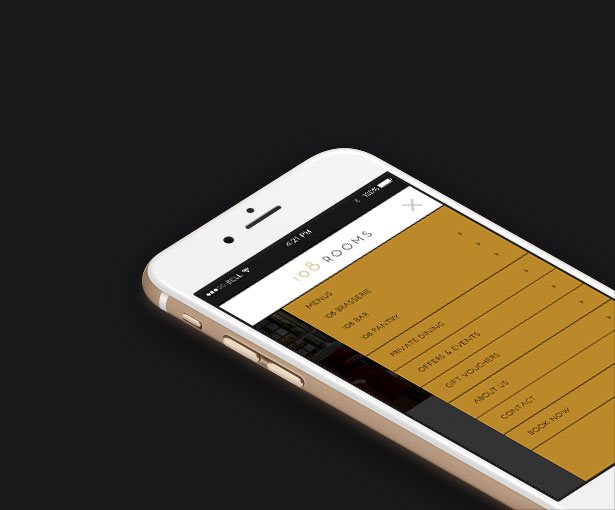 BELL
4:21 PM
100%
108 ROOMS
MENUS
108 BRASSERIE
108 BAR
108 PANTRY
PRIVATE DINING
OFFERS & EVENTS
GIFT VOUCHERS
ABOUT US
CONTACT
BOOK NOW